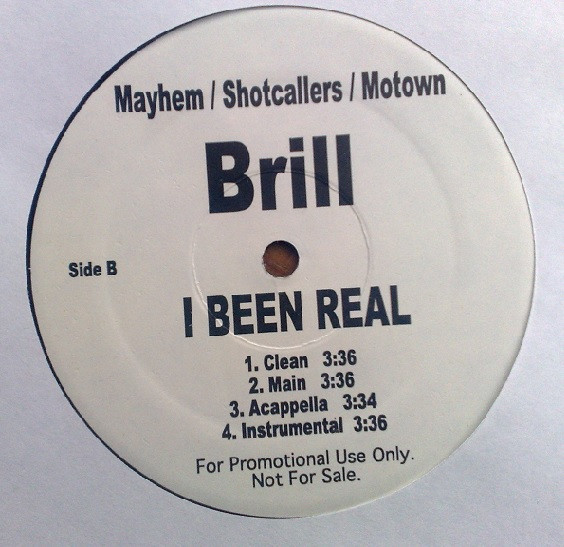 Mayhem / Shotcallers / Motown
Brill
Side B
I BEEN REAL
1. Clean 3:36
2. Main 3:36
3. Acappella 3:34
4. Instrumental 3:36
For Promotional Use Only.
Not For Sale.